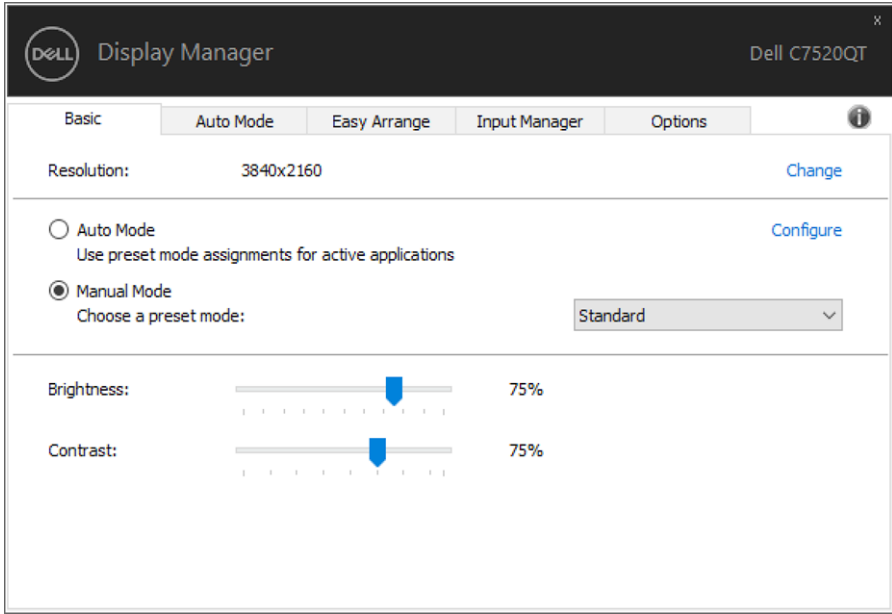 x
DELL Display Manager
Dell C7520QT
Basic Auto Mode Easy Arrange Input Manager Options i
Resolution: 3840x2160 Change
Auto Mode Configure
Use preset mode assignments for active applications
Manual Mode
Choose a preset mode: Standard
Brightness: 75%
Contrast: 75%